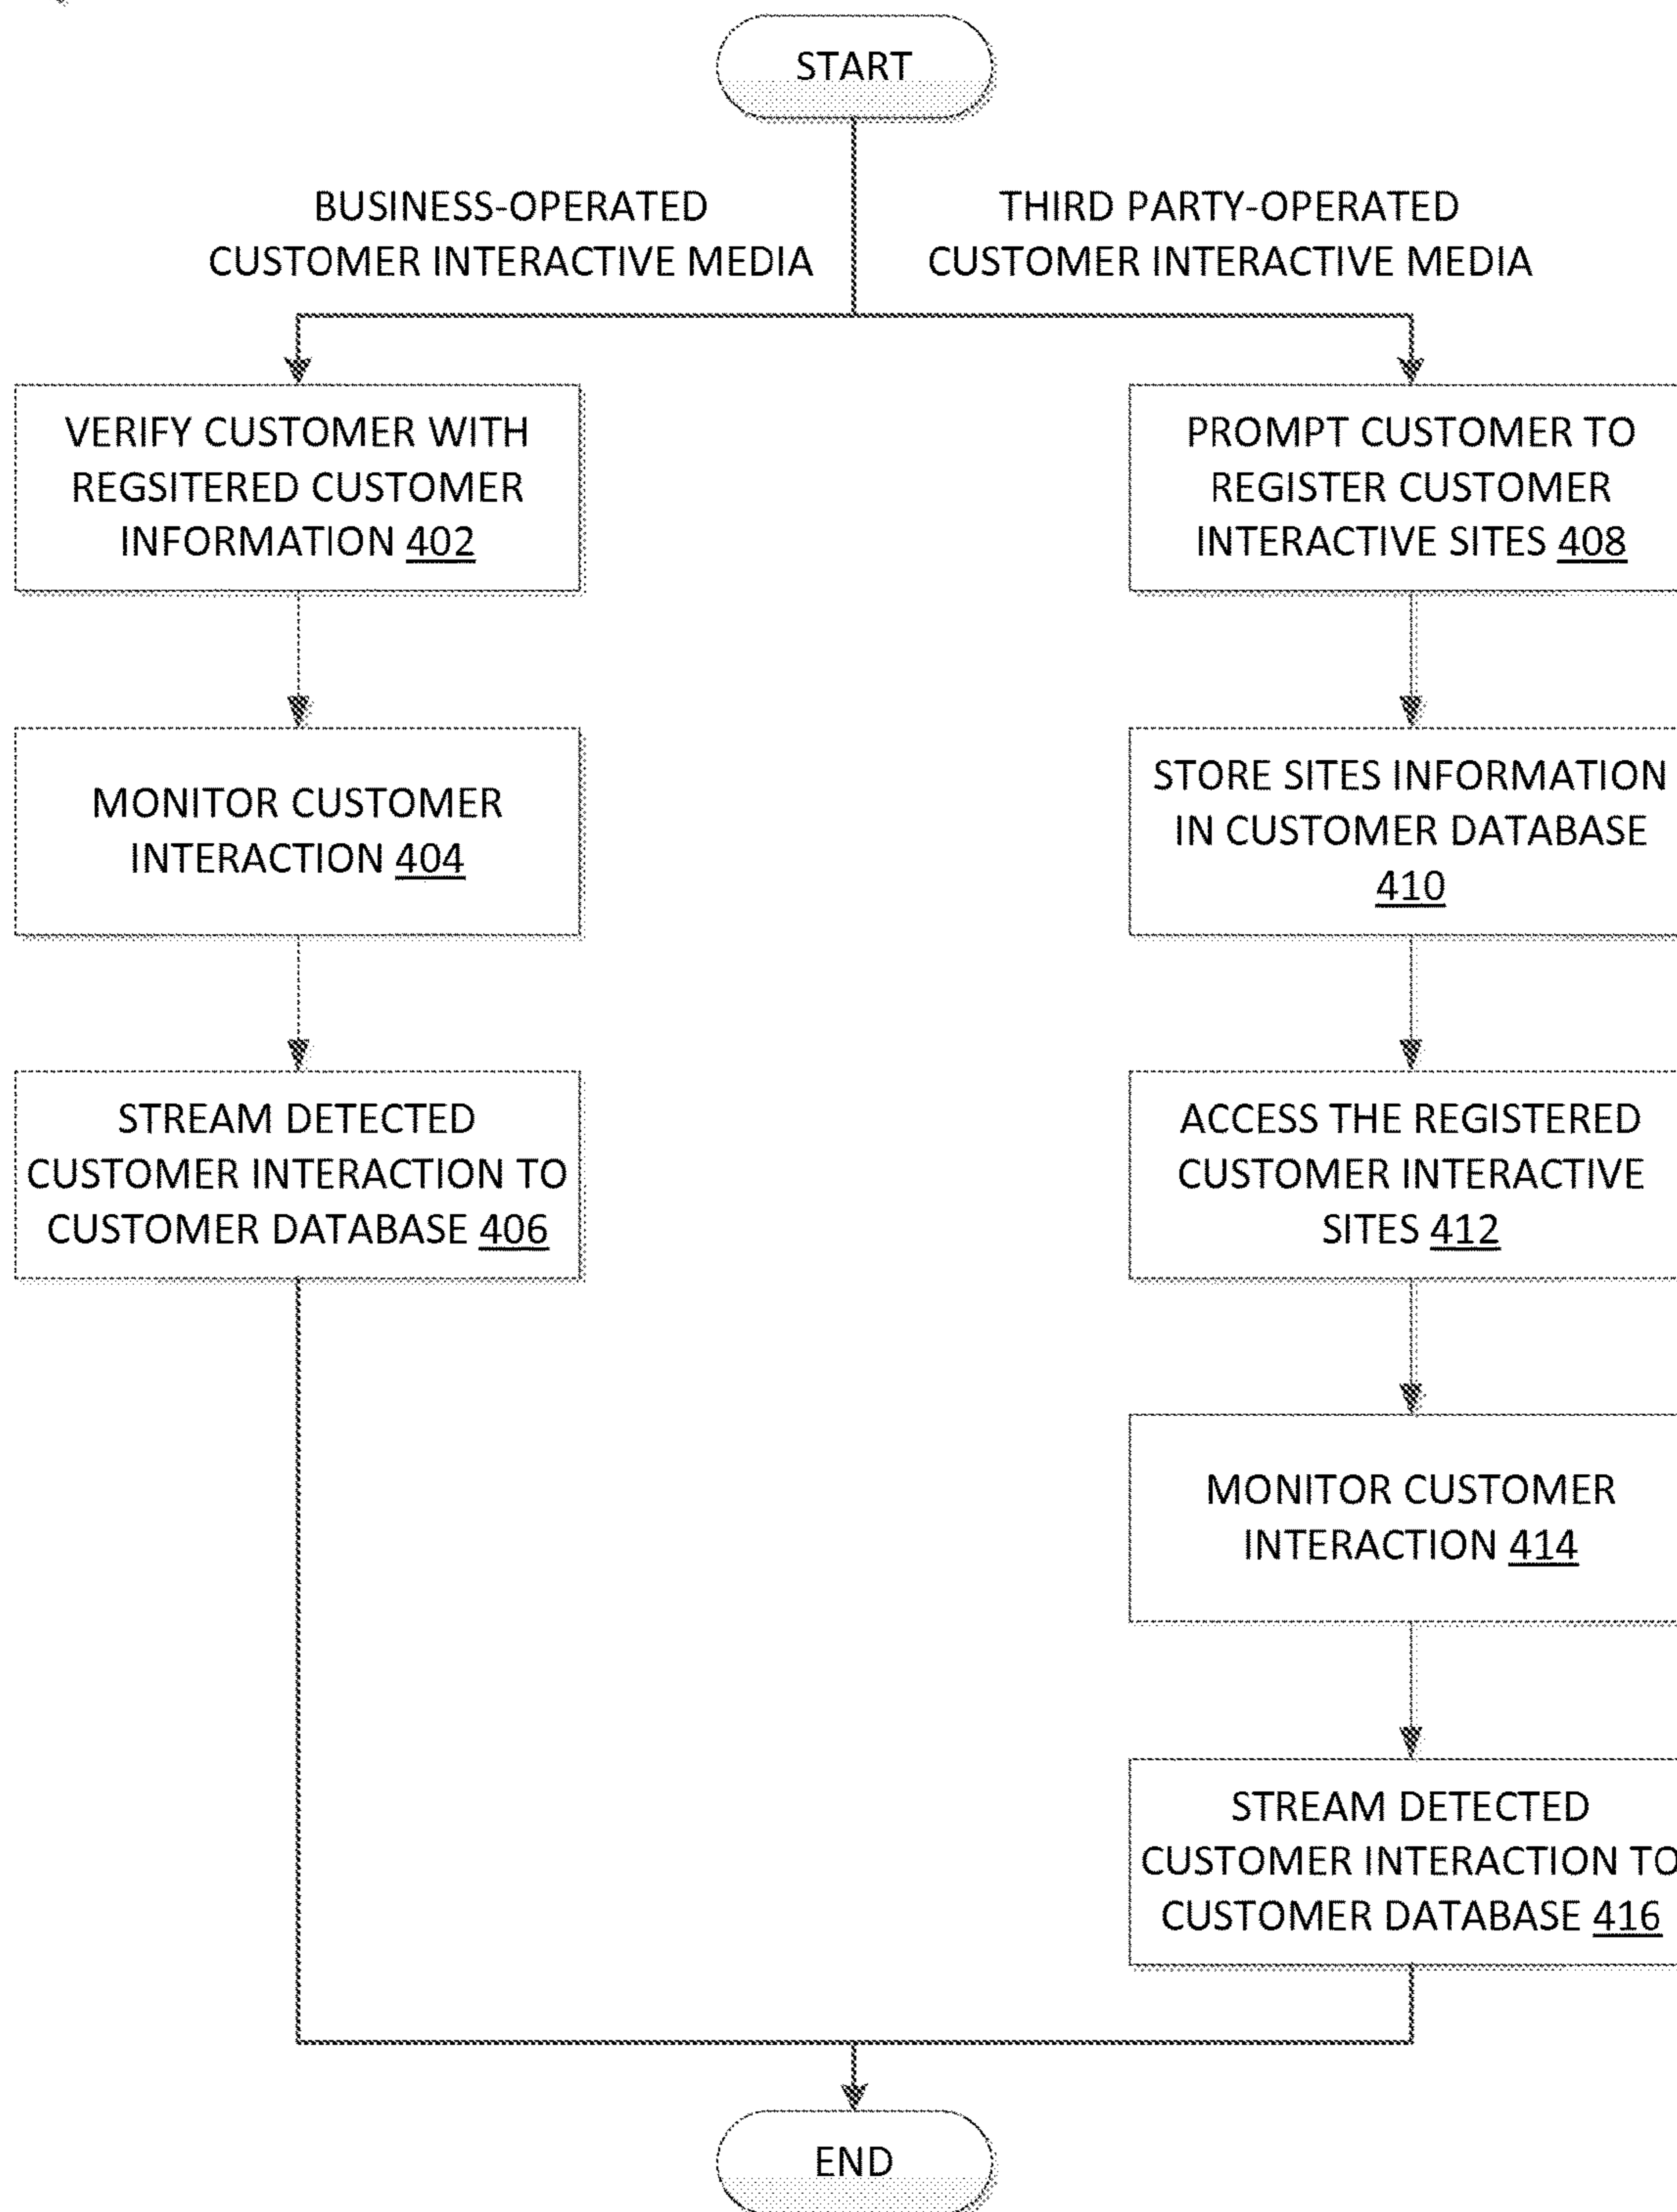 START
BUSINESS-OPERATED
CUSTOMER INTERACTIVE MEDIA
THIRD PARTY-OPERATED
CUSTOMER INTERACTIVE MEDIA
VERIFY CUSTOMER WITH
REGSITERED CUSTOMER
INFORMATION 402
MONITOR CUSTOMER
INTERACTION 404
STREAM DETECTED
CUSTOMER INTERACTION TO
CUSTOMER DATABASE 406
PROMPT CUSTOMER TO
REGISTER CUSTOMER
INTERACTIVE SITES 408
STORE SITES INFORMATION
IN CUSTOMER DATABASE
410
ACCESS THE REGISTERED
CUSTOMER INTERACTIVE
SITES 412
MONITOR CUSTOMER
INTERACTION 414
STREAM DETECTED
CUSTOMER INTERACTION TO
CUSTOMER DATABASE 416
END